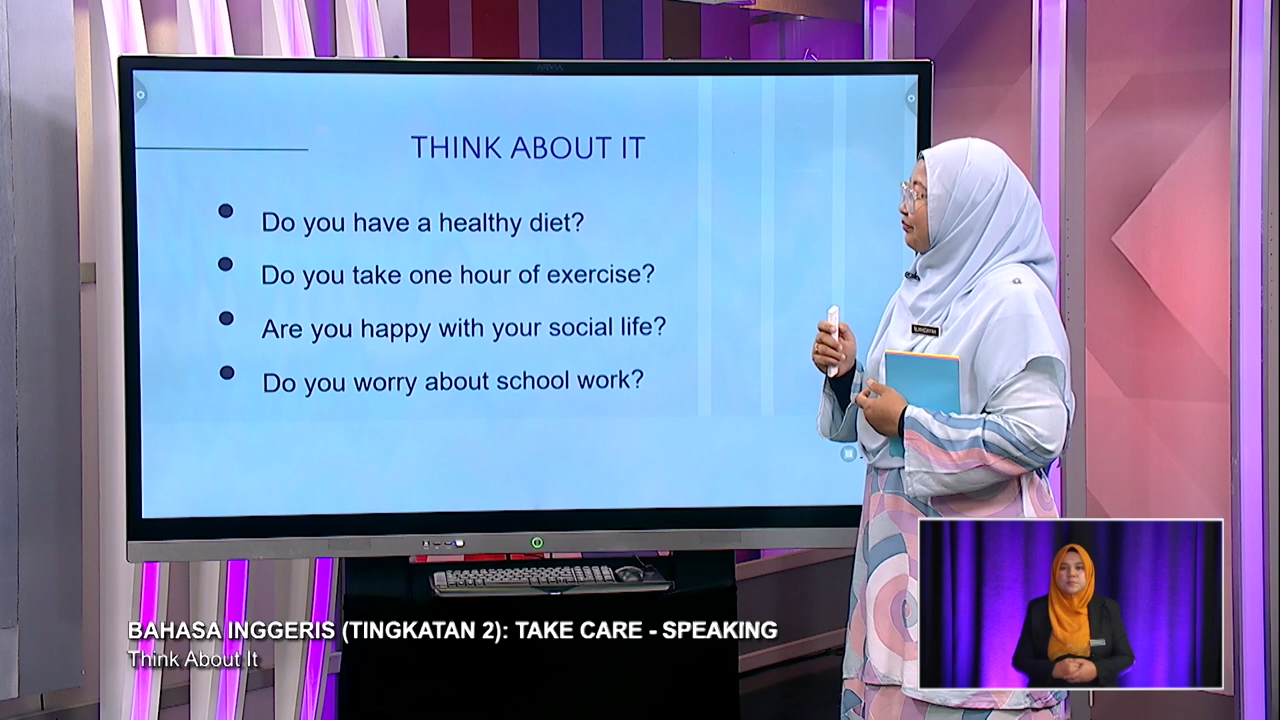 THINK ABOUT IT
Do you have a healthy diet?
Do you take one hour of exercise?
Are you happy with your social life?
Do you worry about school work?
BAHASA INGGERIS (TINGKATAN 2): TAKE CARE - SPEAKING
Think About It